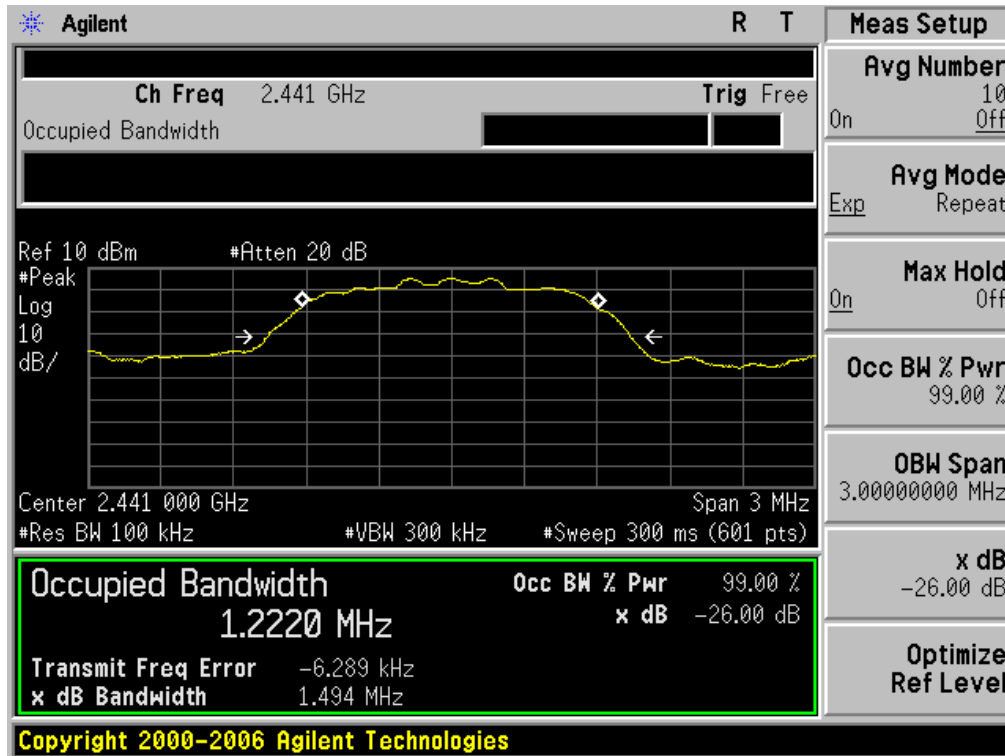 Agilent R T
Ch Freq 2.441 GHz Trig Free
Occupied Bandwidth
Ref 10 dBm #Atten 20 dB
#Peak
Log
10
dB/
Center 2.441 000 GHz Span 3 MHz
#Res BW 100 kHz #VBW 300 kHz #Sweep 300 ms (601 pts)
Occupied Bandwidth
1.2220 MHz
Occ BW % Pwr 99.00 %
x dB -26.00 dB
Transmit Freq Error -6.289 kHz
x dB Bandwidth 1.494 MHz
Copyright 2000-2006 Agilent Technologies
Meas Setup
Avg Number
10
On Off
Avg Mode
Exp Repeat
Max Hold
On Off
Occ BW % Pwr
99.00 %
OBW Span
3.00000000 MHz
x dB
-26.00 dB
Optimize
Ref Level